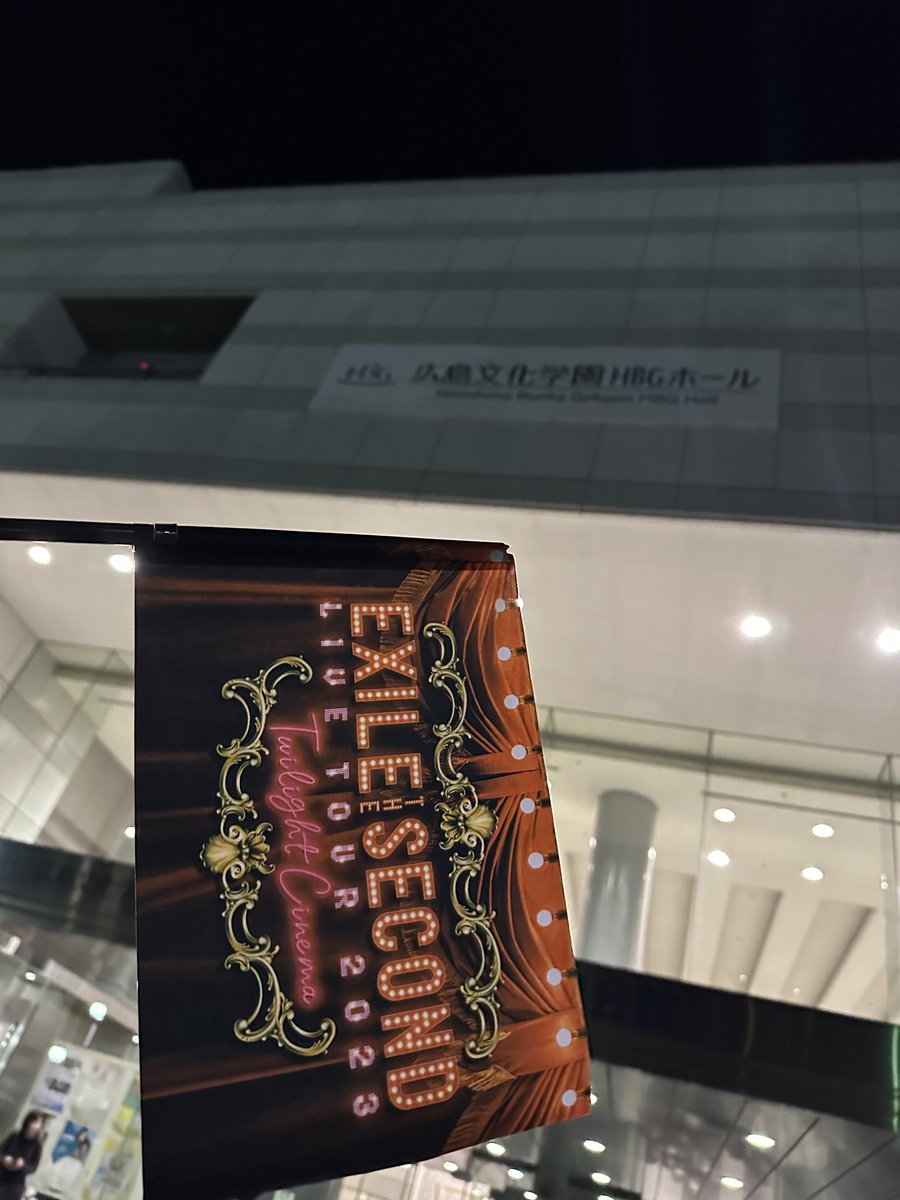 HBG 広島文化学園HBGホール
Hiroshima Bunka Gakuen HBG Hall
EXILE THE SECOND
LIVE TOUR 2023
Twilight Cinema